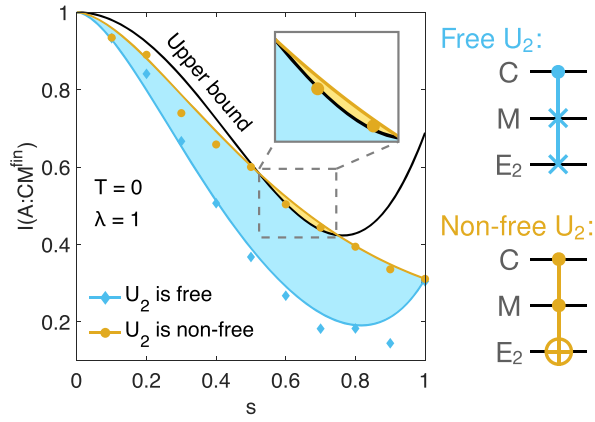 1
0.8
0.6
0.4
0.2
0
0.2
0.4
0.6
0.8
1
s
I(A:CM^fin)
Upper bound
T = 0
λ = 1
U₂ is free
U₂ is non-free
Free U₂:
C
M
E₂
Non-free U₂:
C
M
E₂